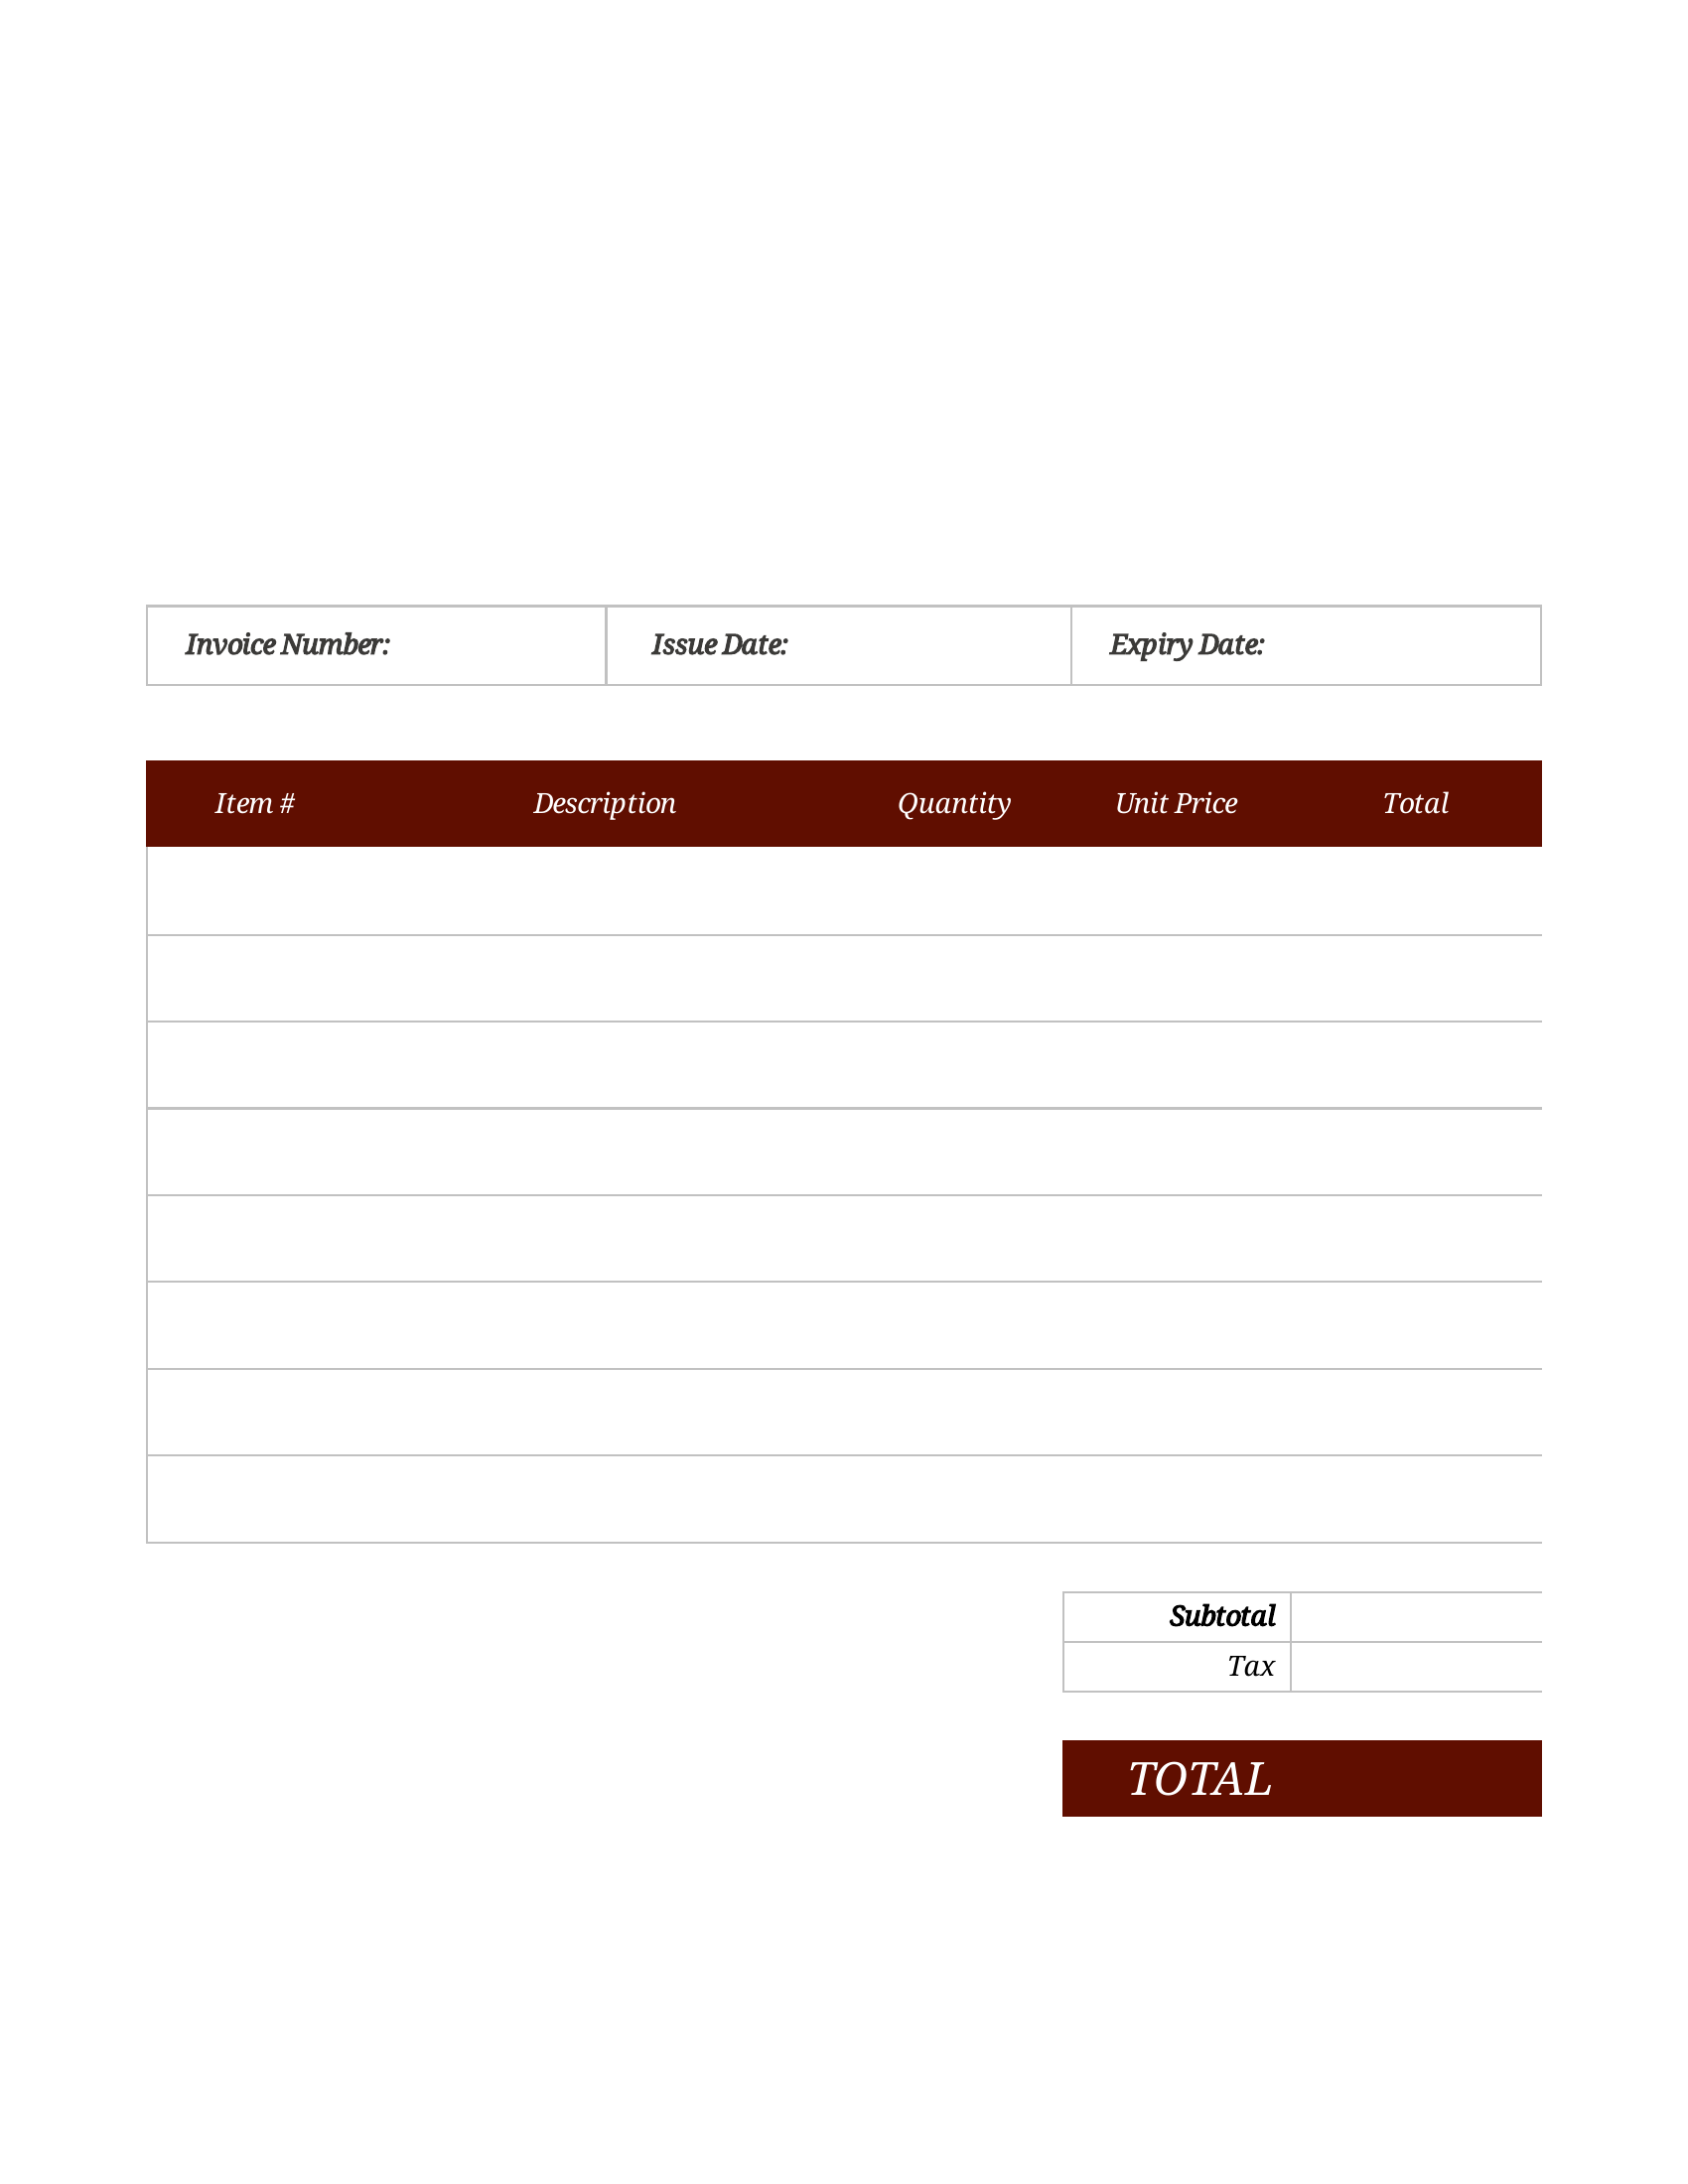 Invoice Number: Issue Date: Expiry Date:
Item # Description Quantity Unit Price Total
Subtotal
Tax
TOTAL